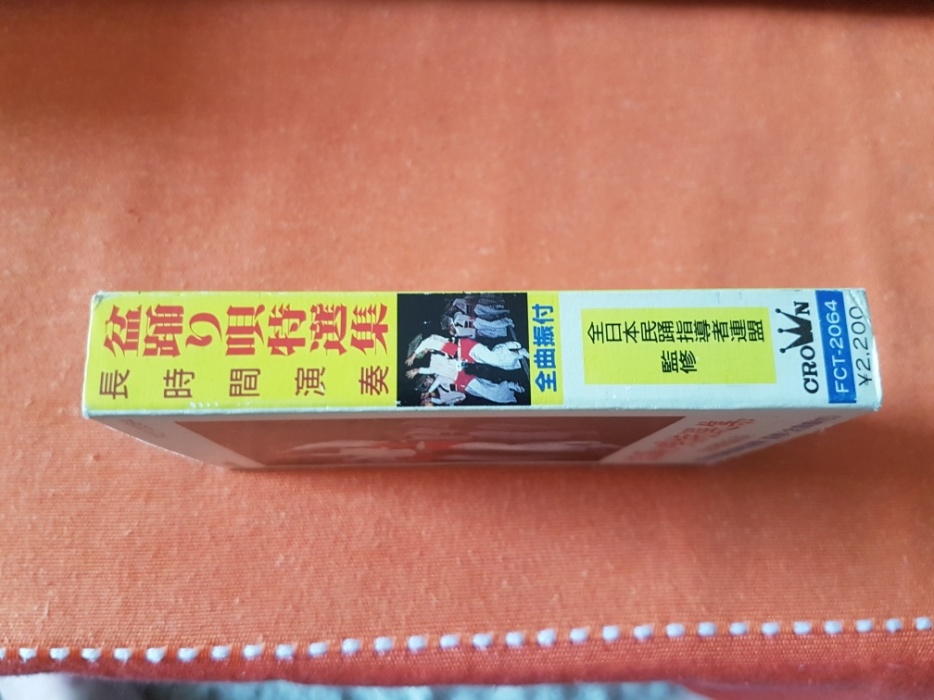 盆踊り唄特選集
長時間演奏
全曲振付
全日本民踊指導者連盟
監修
CROWN
FCT-2064
¥2,200